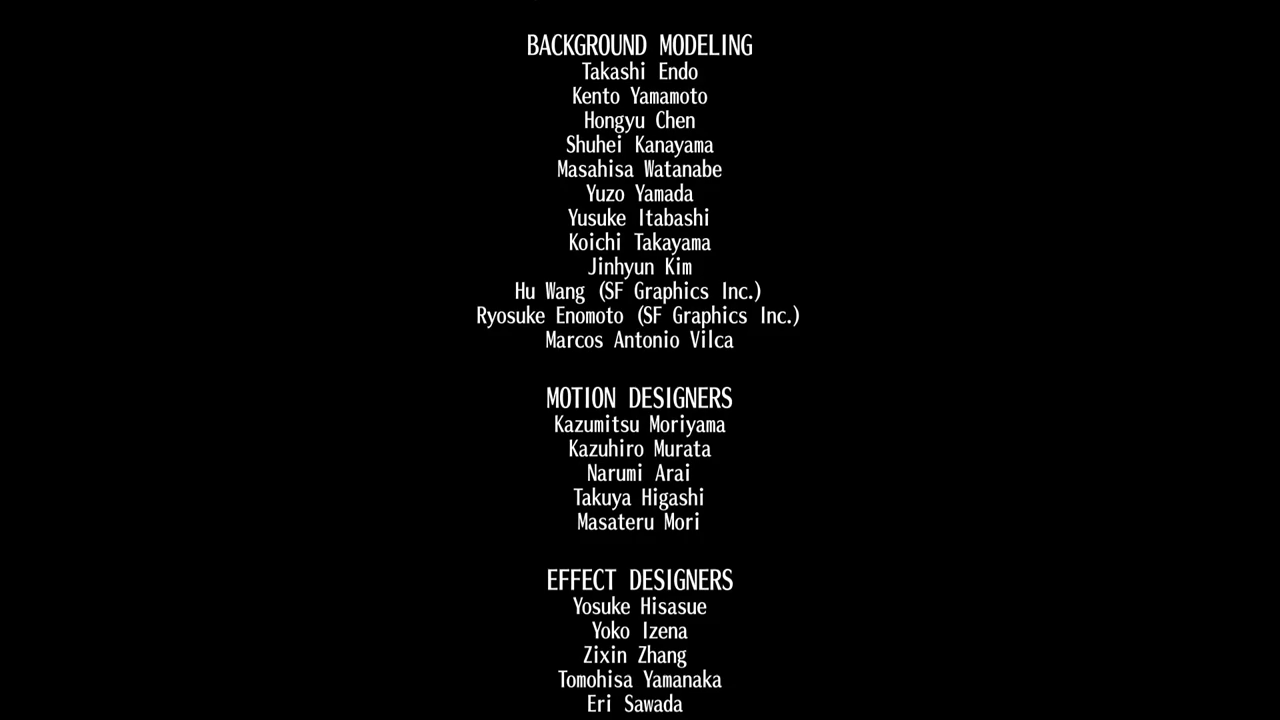 BACKGROUND MODELING
Takashi Endo
Kento Yamamoto
Hongyu Chen
Shuhei Kanayama
Masahisa Watanabe
Yuzo Yamada
Yusuke Itabashi
Koichi Takayama
Jinhyun Kim
Hu Wang (SF Graphics Inc.)
Ryosuke Enomoto (SF Graphics Inc.)
Marcos Antonio Vilca
MOTION DESIGNERS
Kazumitsu Moriyama
Kazuhiro Murata
Narumi Arai
Takuya Higashi
Masateru Mori
EFFECT DESIGNERS
Yosuke Hisasue
Yoko Izena
Zixin Zhang
Tomohisa Yamanaka
Eri Sawada